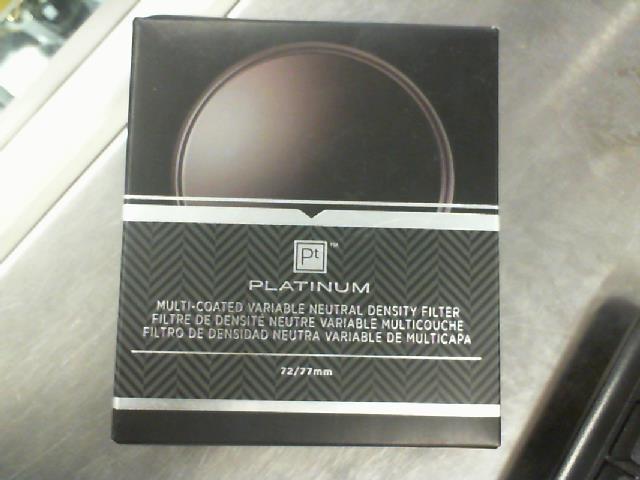 Pt™
PLATINUM
MULTI-COATED VARIABLE NEUTRAL DENSITY FILTER
FILTRE DE DENSITÉ NEUTRE VARIABLE MULTICOUCHE
FILTRO DE DENSIDAD NEUTRA VARIABLE DE MULTICAPA
72/77mm